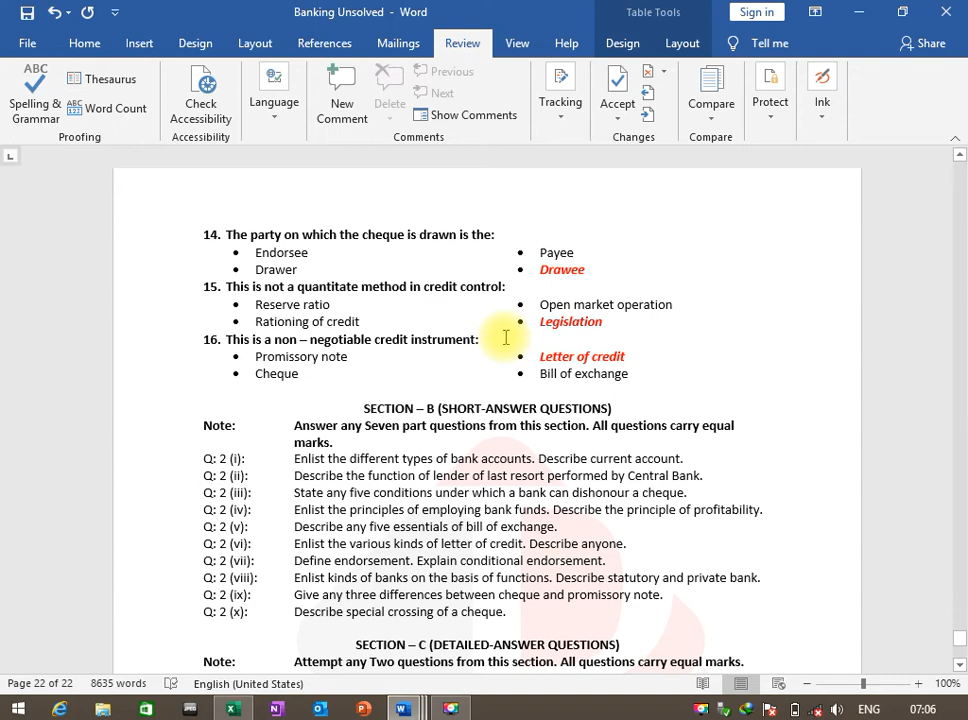 Banking Unsolved - Word
Table Tools
Sign in
File Home Insert Design Layout References Mailings Review View Help Design Layout Tell me Share
ABC
Spelling & Grammar
Thesaurus
ABC 123 Word Count
Proofing
Check Accessibility
Accessibility
Language
New Comment
Delete
Previous
Next
Show Comments
Comments
Tracking
Accept
Changes
Compare
Compare
Protect
Ink
14. The party on which the cheque is drawn is the:
• Endorsee • Payee
• Drawer • Drawee
15. This is not a quantitate method in credit control:
• Reserve ratio • Open market operation
• Rationing of credit • Legislation
16. This is a non – negotiable credit instrument:
• Promissory note • Letter of credit
• Cheque • Bill of exchange
SECTION – B (SHORT-ANSWER QUESTIONS)
Note: Answer any Seven part questions from this section. All questions carry equal
marks.
Q: 2 (i): Enlist the different types of bank accounts. Describe current account.
Q: 2 (ii): Describe the function of lender of last resort performed by Central Bank.
Q: 2 (iii): State any five conditions under which a bank can dishonour a cheque.
Q: 2 (iv): Enlist the principles of employing bank funds. Describe the principle of profitability.
Q: 2 (v): Describe any five essentials of bill of exchange.
Q: 2 (vi): Enlist the various kinds of letter of credit. Describe anyone.
Q: 2 (vii): Define endorsement. Explain conditional endorsement.
Q: 2 (viii): Enlist kinds of banks on the basis of functions. Describe statutory and private bank.
Q: 2 (ix): Give any three differences between cheque and promissory note.
Q: 2 (x): Describe special crossing of a cheque.
SECTION – C (DETAILED-ANSWER QUESTIONS)
Note: Attempt any Two questions from this section. All questions carry equal marks.
Page 22 of 22 8635 words English (United States) 100%
ENG 07:06